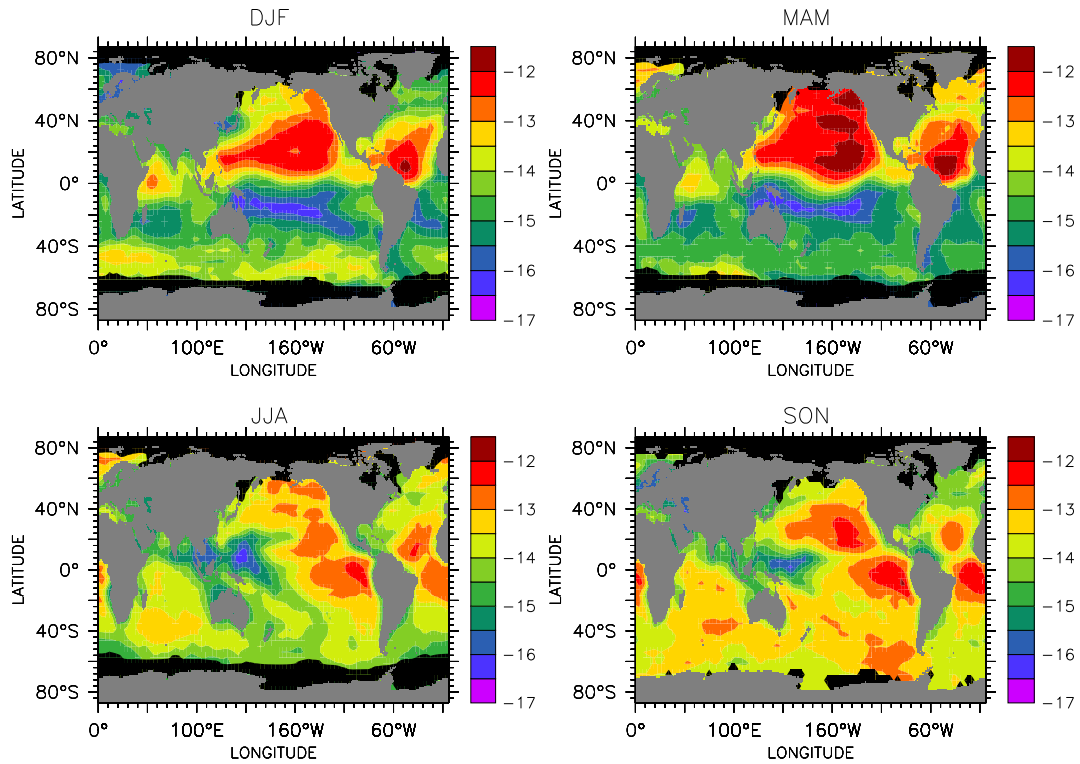 DJF
80°N
40°N
0°
40°S
80°S
LATITUDE
0° 100°E 160°W 60°W
LONGITUDE
-12
-13
-14
-15
-16
-17
MAM
80°N
40°N
0°
40°S
80°S
LATITUDE
0° 100°E 160°W 60°W
LONGITUDE
-12
-13
-14
-15
-16
-17
JJA
80°N
40°N
0°
40°S
80°S
LATITUDE
0° 100°E 160°W 60°W
LONGITUDE
-12
-13
-14
-15
-16
-17
SON
80°N
40°N
0°
40°S
80°S
LATITUDE
0° 100°E 160°W 60°W
LONGITUDE
-12
-13
-14
-15
-16
-17